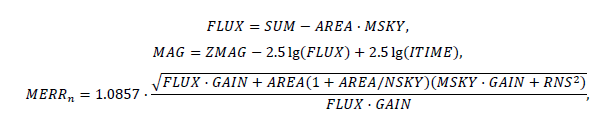 FLUX = SUM − AREA · MSKY,
MAG = ZMAG − 2.5 lg(FLUX) + 2.5 lg(ITIME),
MERRₙ = 1.0857 · √(FLUX · GAIN + AREA(1 + AREA/NSKY)(MSKY · GAIN + RNS²)) / (FLUX · GAIN),